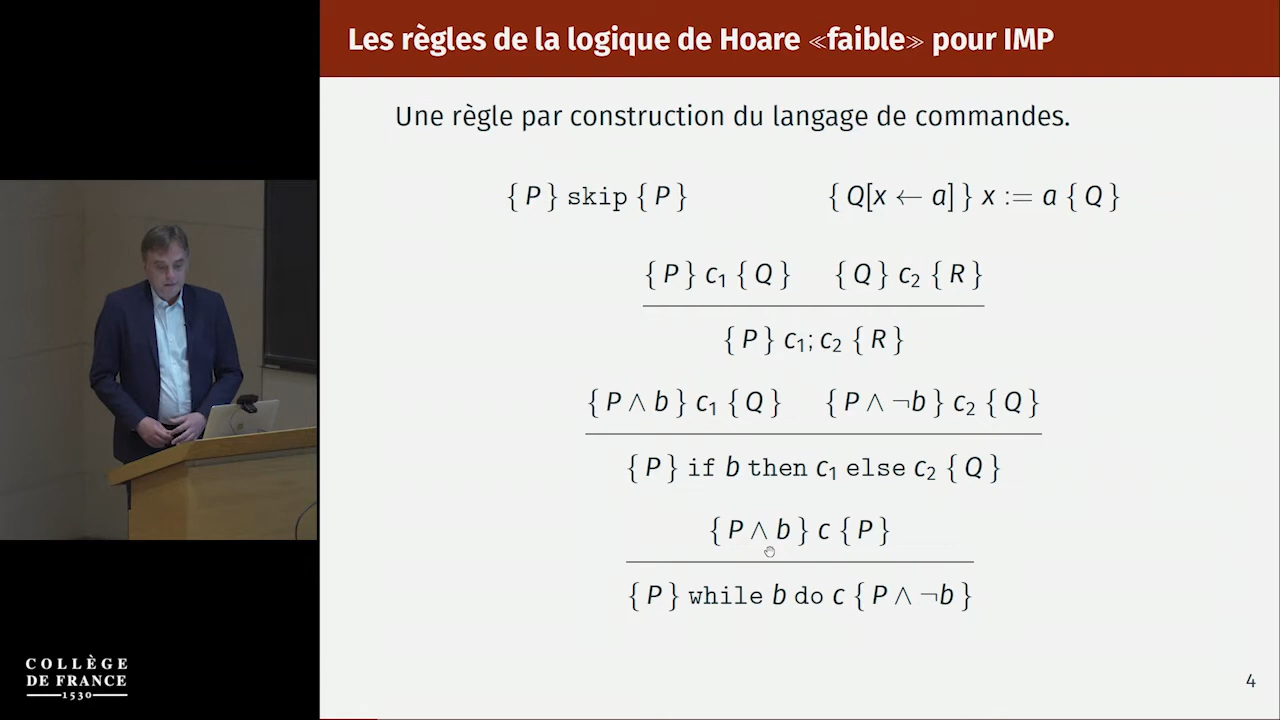 Les règles de la logique de Hoare «faible» pour IMP
Une règle par construction du langage de commandes.
{ P } skip { P }
{ Q[x ← a] } x := a { Q }
{ P } c₁ { Q } { Q } c₂ { R }
{ P } c₁; c₂ { R }
{ P ∧ b } c₁ { Q } { P ∧ ¬b } c₂ { Q }
{ P } if b then c₁ else c₂ { Q }
{ P ∧ b } c { P }
{ P } while b do c { P ∧ ¬b }
COLLÈGE
DE FRANCE
1530
4